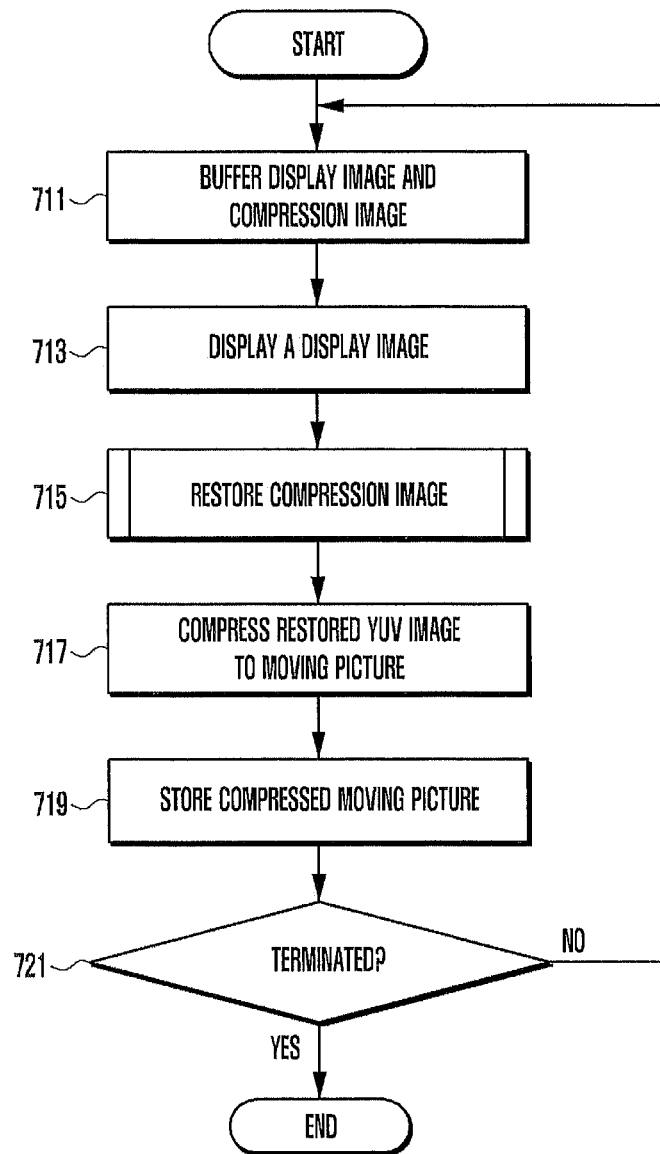 START
711
BUFFER DISPLAY IMAGE AND
COMPRESSION IMAGE
713
DISPLAY A DISPLAY IMAGE
715
RESTORE COMPRESSION IMAGE
717
COMPRESS RESTORED YUV IMAGE
TO MOVING PICTURE
719
STORE COMPRESSED MOVING PICTURE
721
TERMINATED?
NO
YES
END